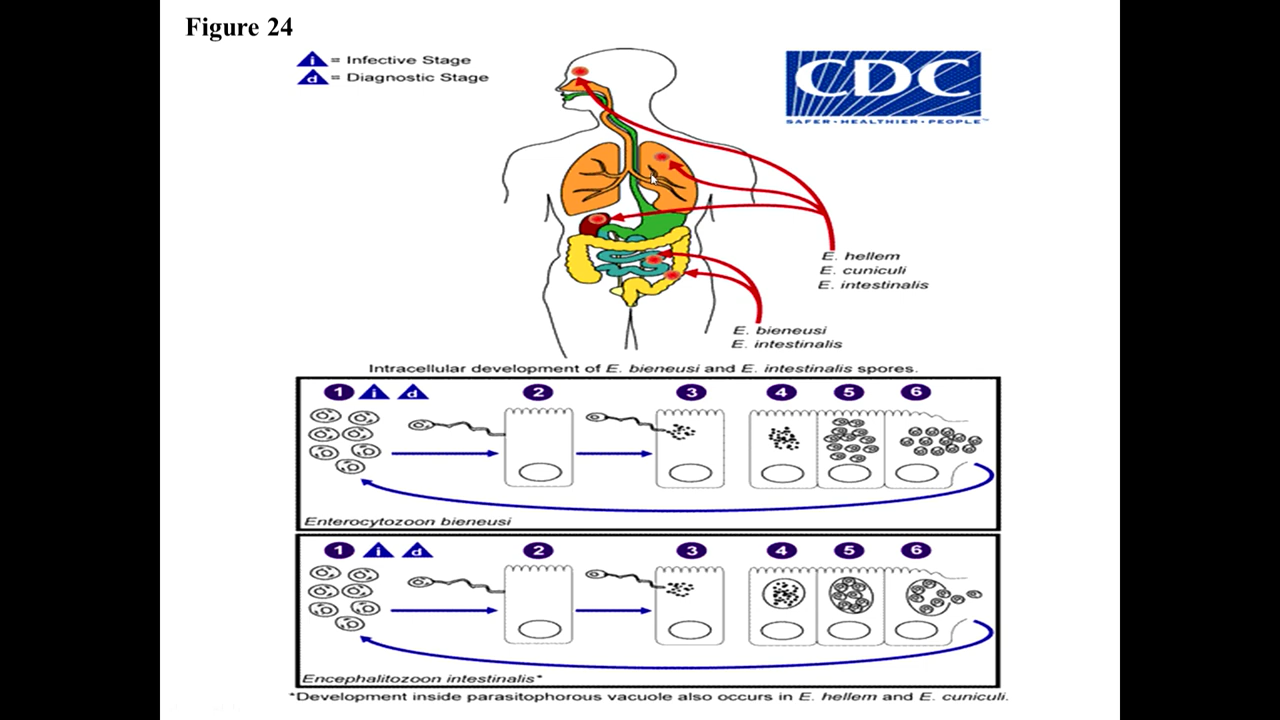 Figure 24
i = Infective Stage
d = Diagnostic Stage
CDC
SAFER·HEALTHIER·PEOPLE™
E. hellem
E. cuniculi
E. intestinalis
E. bieneusi
E. intestinalis
Intracellular development of E. bieneusi and E. intestinalis spores.
1 i d 2 3 4 5 6
Enterocytozoon bieneusi
1 i d 2 3 4 5 6
Encephalitozoon intestinalis*
*Development inside parasitophorous vacuole also occurs in E. hellem and E. cuniculi.